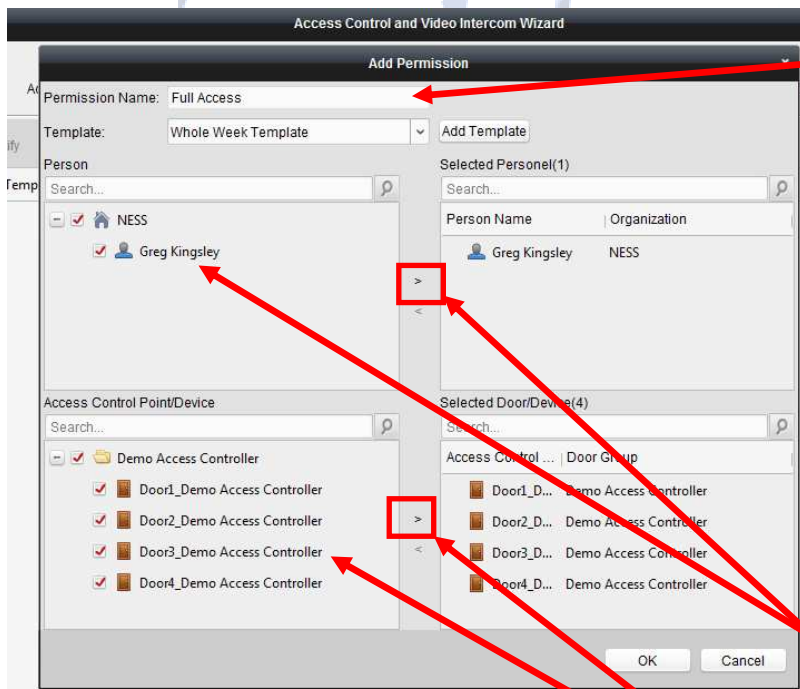 Access Control and Video Intercom Wizard
Add Permission
Permission Name: Full Access
Template: Whole Week Template Add Template
ify
Temp
Person Selected Personel(1)
Search... Search...
NESS Person Name Organization
Greg Kingsley Greg Kingsley NESS
>
<
Access Control Point/Device Selected Door/Device(4)
Search... Search...
Demo Access Controller Access Control ... Door Group
Door1_Demo Access Controller Door1_D... Demo Access Controller
Door2_Demo Access Controller > Door2_D... Demo Access Controller
Door3_Demo Access Controller < Door3_D... Demo Access Controller
Door4_Demo Access Controller Door4_D... Demo Access Controller
OK Cancel